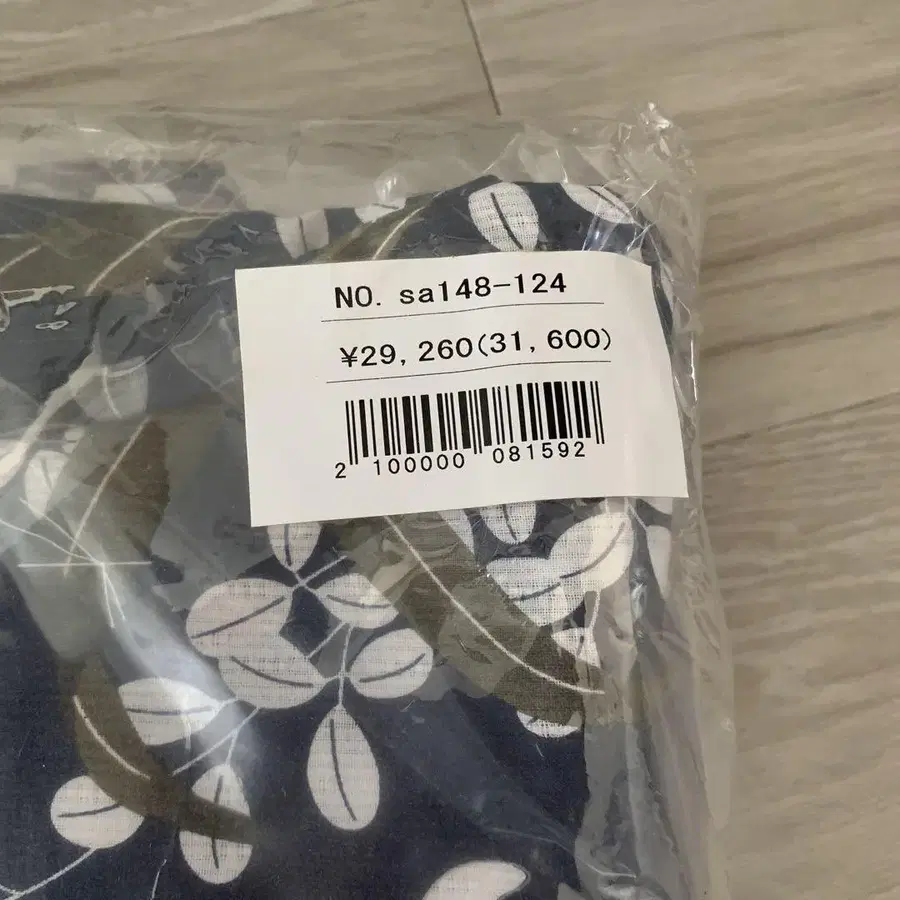 NO. sa148-124
¥29, 260(31, 600)
2 100000 081592